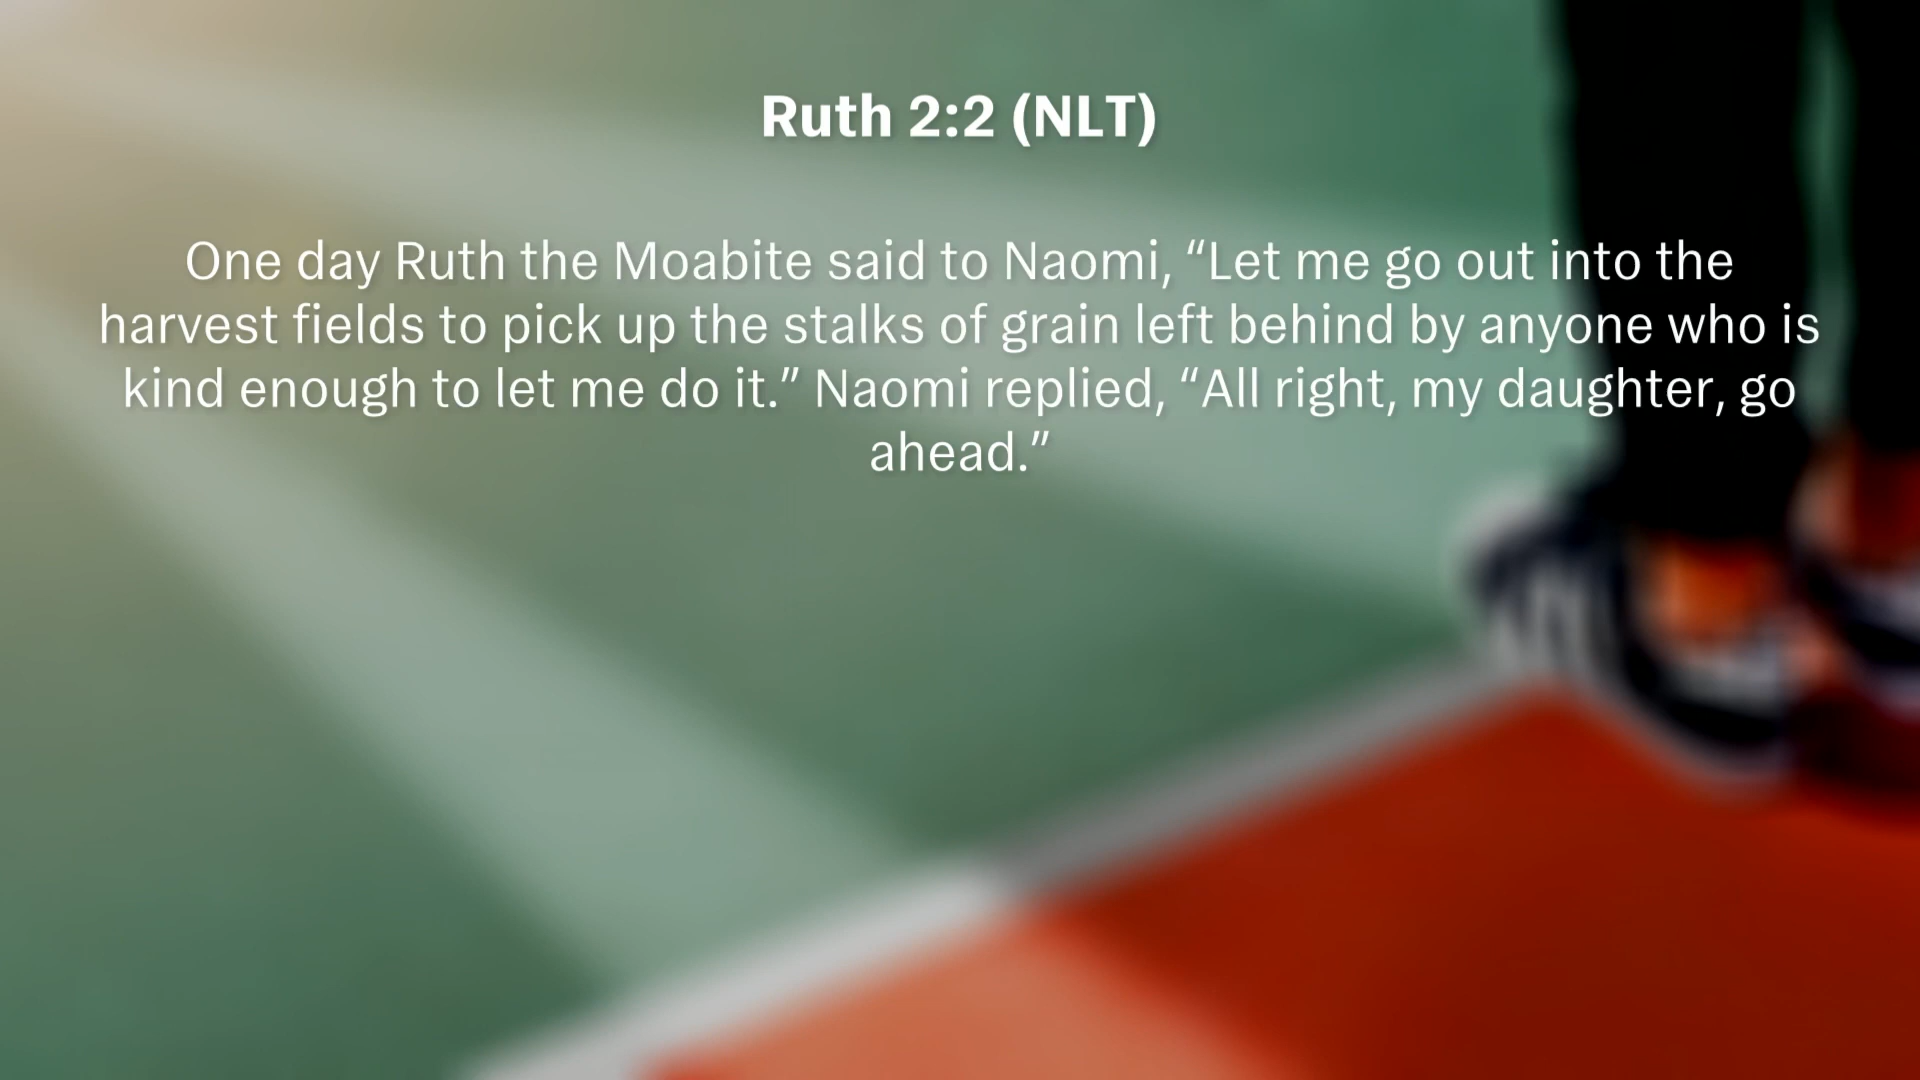 Ruth 2:2 (NLT)
One day Ruth the Moabite said to Naomi, “Let me go out into the
harvest fields to pick up the stalks of grain left behind by anyone who is
kind enough to let me do it.” Naomi replied, “All right, my daughter, go
ahead.”